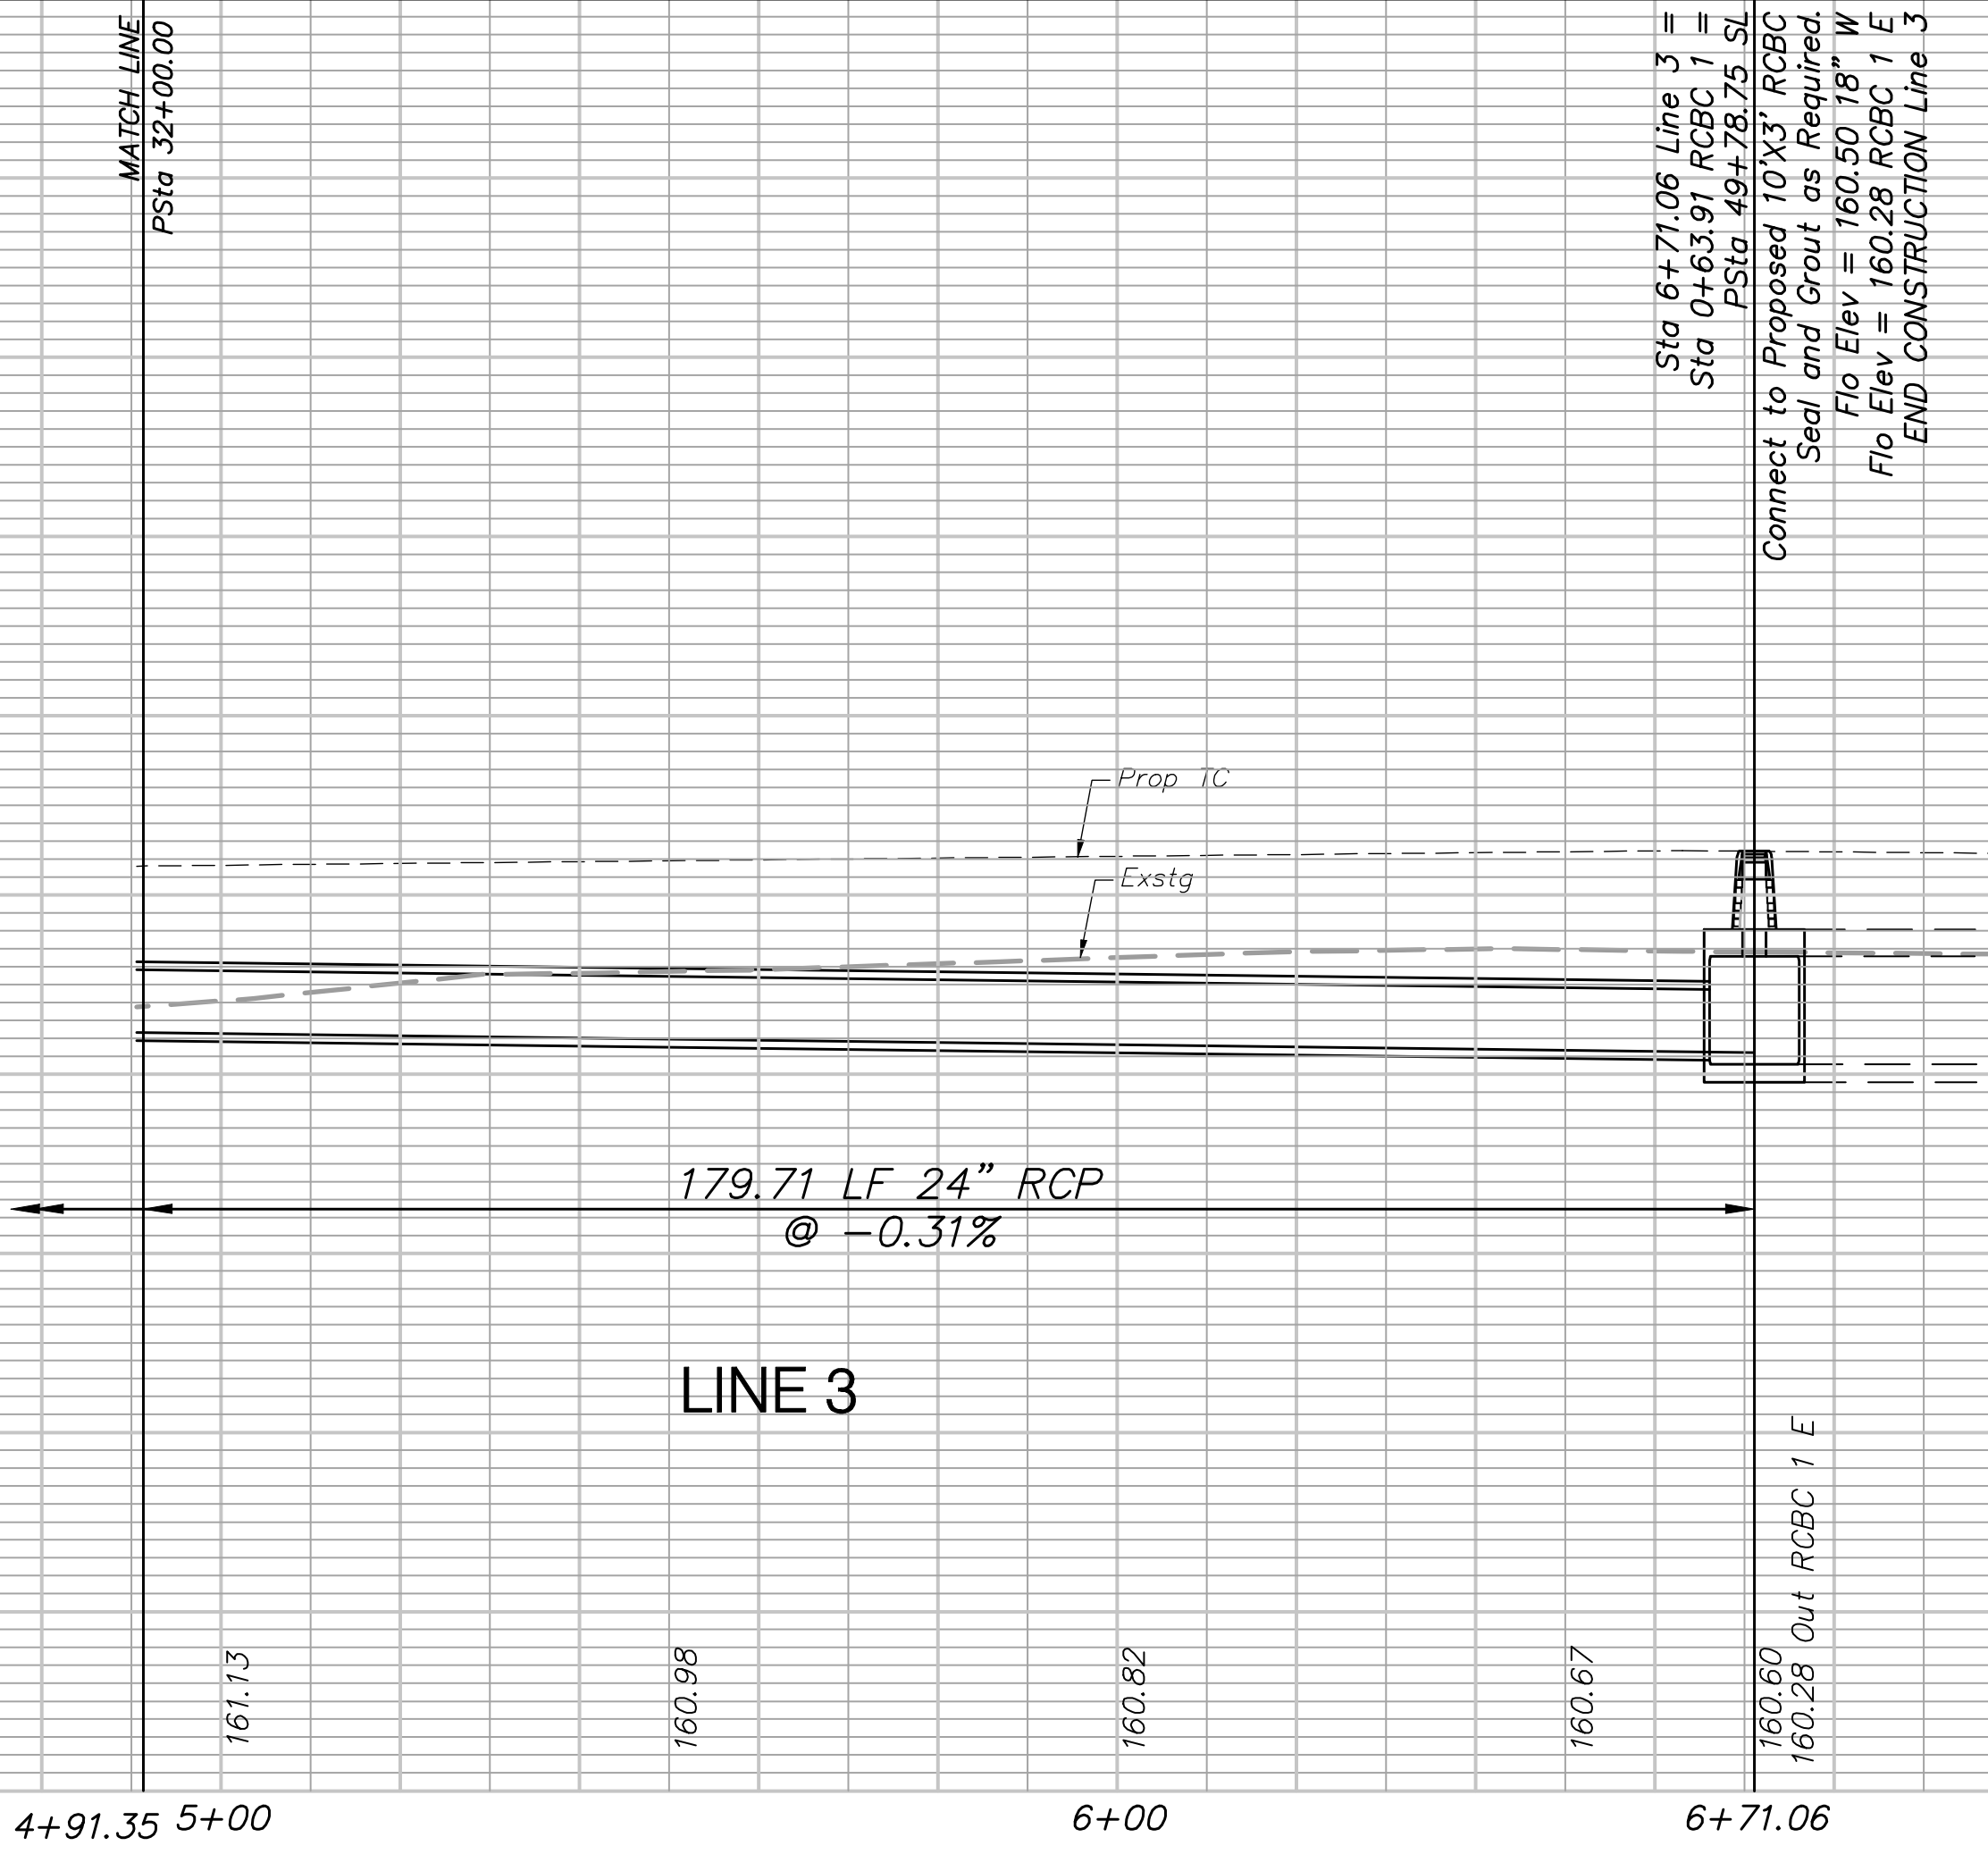 MATCH LINE
PSta 32+00.00
Sta 6+71.06 Line 3 =
Sta 0+63.91 RCBC 1 =
PSta 49+78.75 SL
Connect to Proposed 10'X3' RCBC
Seal and Grout as Required.
Flo Elev = 160.50 18" W
Flo Elev = 160.28 RCBC 1 E
END CONSTRUCTION Line 3
Prop TC
Exstg
179.71 LF 24" RCP
@ -0.31%
LINE 3
161.13
160.98
160.82
160.67
160.60
160.28 Out RCBC 1 E
4+91.35
5+00
6+00
6+71.06